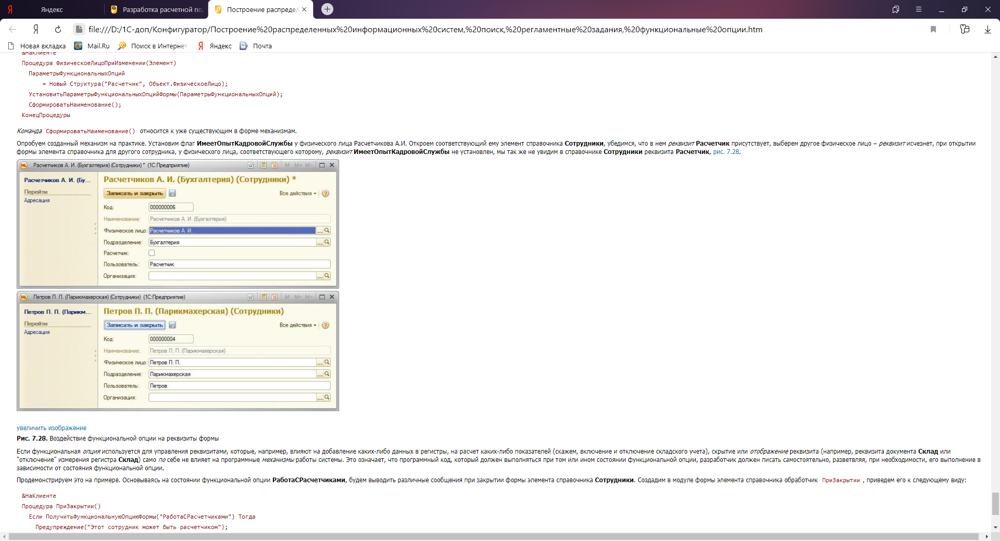 Яндекс
Разработка расчетной по
Построение распредел
file:///D:/1С-доп/Конфигуратор/Построение%20распределенных%20информационных%20систем,%20поиск,%20регламентные%20задания,%20функциональные%20опции.htm
Новая вкладка Mail.Ru Поиск в Интернет Яндекс Почта
&НаКлиенте
Процедура ФизическоеЛицоПриИзменении(Элемент)
ПараметрыФункциональныхОпций
= Новый Структура("Расчетчик", Объект.ФизическоеЛицо);
УстановитьПараметрыФункциональныхОпцийФормы(ПараметрыФункциональныхОпций);
СформироватьНаименование();
КонецПроцедуры
Команда СформироватьНаименование() относится к уже существующим в форме механизмам.
Опробуем созданный механизм на практике. Установим флаг ИмеетОпытКадровойСлужбы у физического лица Расчетчикова А.И. Откроем соответствующий ему элемент справочника Сотрудники, убедимся, что в нем реквизит Расчетчик присутствует, выберем другое физическое лицо – реквизит исчезнет, при открытии
формы элемента справочника для другого сотрудника, у физического лица, соответствующего которому, реквизит ИмеетОпытКадровойСлужбы не установлен, мы так же не увидим в справочнике Сотрудники реквизита Расчетчик, рис. 7.28.
Расчетчиков А. И. (Бухгалтерия) (Сотрудники) * (1С:Предприятие) M M+ M-
Расчетчиков А. И. (Бу...
Перейти
Адресация
Расчетчиков А. И. (Бухгалтерия) (Сотрудники) *
Записать и закрыть Все действия
Код: 000000006
Наименование: Расчетчиков А. И. (Бухгалтерия)
Физическое лицо: Расчетчиков А. И. ...
Подразделение: Бухгалтерия ...
Расчетчик:
Пользователь: Расчетчик
Организация: ...
Петров П. П. (Парикмахерская) (Сотрудники) (1С:Предприятие) M M+ M-
Петров П. П. (Парикм...
Перейти
Адресация
Петров П. П. (Парикмахерская) (Сотрудники)
Записать и закрыть Все действия
Код: 000000004
Наименование: Петров П. П. (Парикмахерская)
Физическое лицо: Петров П. П. ...
Подразделение: Парикмахерская ...
Пользователь: Петров
Организация: ...
увеличить изображение
Рис. 7.28. Воздействие функциональной опции на реквизиты формы
Если функциональная опция используется для управления реквизитами, которые, например, влияют на добавление каких-либо данных в регистры, на расчет каких-либо показателей (скажем, включение и отключение складского учета), скрытие или отображение реквизита (например, реквизита документа Склад или
"отключение" измерения регистра Склад) само по себе не влияет на программные механизмы работы системы. Это означает, что программный код, который должен выполняться при том или ином состоянии функциональной опции, разработчик должен писать самостоятельно, разветвляя, при необходимости, его выполнение в
зависимости от состояния функциональной опции.
Продемонстрируем это на примере. Основываясь на состоянии функциональной опции РаботаСРасчетчиками, будем выводить различные сообщения при закрытии формы элемента справочника Сотрудники. Создадим в модуле формы элемента справочника обработчик ПриЗакрытии , приведем его к следующему виду:
&НаКлиенте
Процедура ПриЗакрытии()
Если ПолучитьФункциональнуюОпциюФормы("РаботаСРасчетчиками") Тогда
Предупреждение("Этот сотрудник может быть расчетчиком");